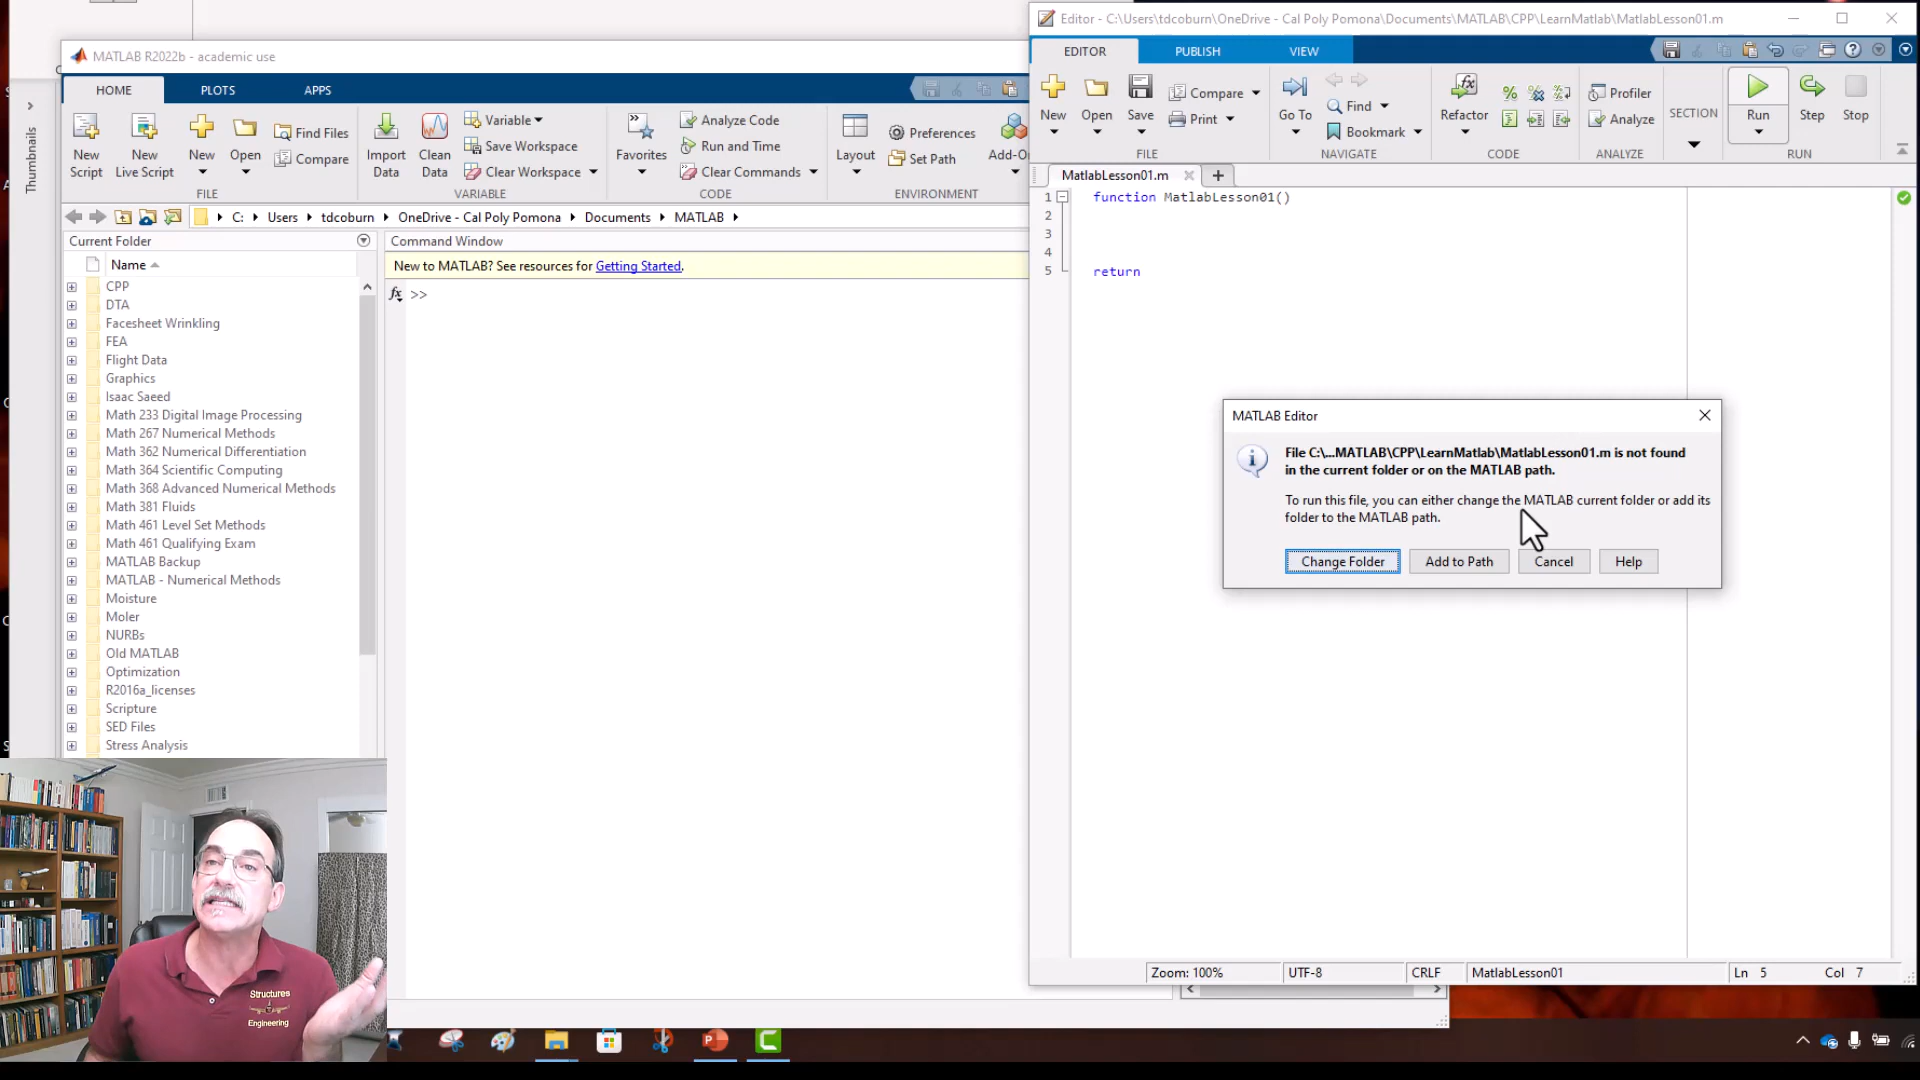 MATLAB R2022b - academic use
HOME
PLOTS
APPS
New Script
New Live Script
New
Open
Find Files
Compare
Import Data
Clean Data
Variable
Save Workspace
Clear Workspace
Favorites
Analyze Code
Run and Time
Clear Commands
Layout
Preferences
Set Path
Add-O
FILE
VARIABLE
CODE
ENVIRONMENT
C:
Users
tdcoburn
OneDrive - Cal Poly Pomona
Documents
MATLAB
Thumbnails
Current Folder
Name
CPP
DTA
Facesheet Wrinkling
FEA
Flight Data
Graphics
Isaac Saeed
Math 233 Digital Image Processing
Math 267 Numerical Methods
Math 362 Numerical Differentiation
Math 364 Scientific Computing
Math 368 Advanced Numerical Methods
Math 381 Fluids
Math 461 Level Set Methods
Math 461 Qualifying Exam
MATLAB Backup
MATLAB - Numerical Methods
Moisture
Moler
NURBs
Old MATLAB
Optimization
R2016a_licenses
Scripture
SED Files
Stress Analysis
Command Window
New to MATLAB? See resources for Getting Started.
fx >>
Editor - C:\Users\tdcoburn\OneDrive - Cal Poly Pomona\Documents\MATLAB\CPP\LearnMatlab\MatlabLesson01.m
EDITOR
PUBLISH
VIEW
New
Open
Save
Compare
Print
Go To
Find
Bookmark
Refactor
Profiler
Analyze
SECTION
Run
Step
Stop
FILE
NAVIGATE
CODE
ANALYZE
RUN
MatlabLesson01.m
1 function MatlabLesson01()
2
3
4
5 return
MATLAB Editor
File C:\...MATLAB\CPP\LearnMatlab\MatlabLesson01.m is not found
in the current folder or on the MATLAB path.
To run this file, you can either change the MATLAB current folder or add its
folder to the MATLAB path.
Change Folder
Add to Path
Cancel
Help
Zoom: 100%
UTF-8
CRLF
MatlabLesson01
Ln 5
Col 7
Structures
Engineering